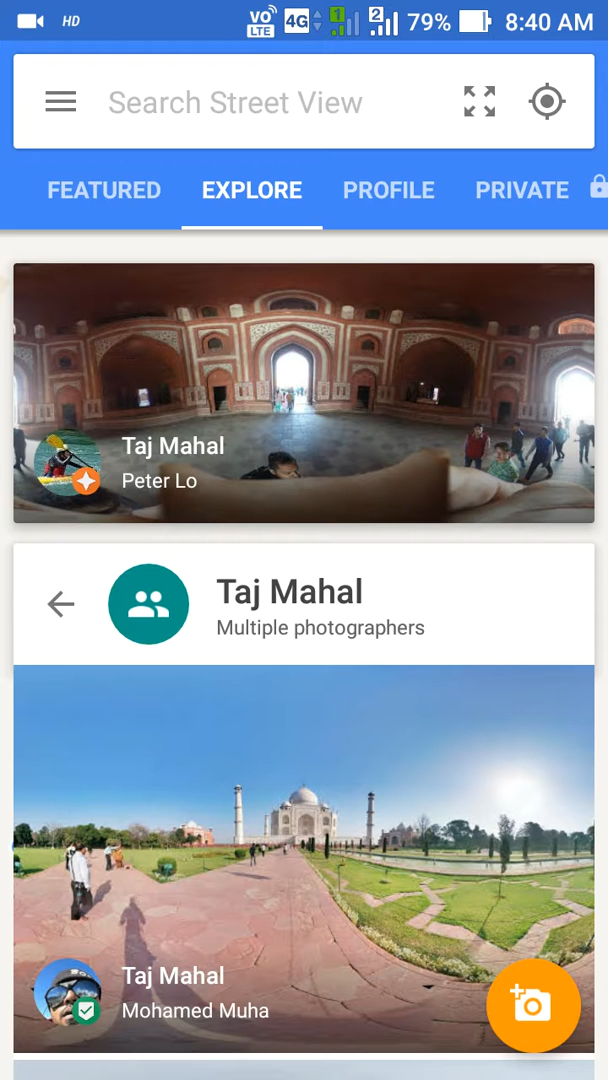 HD VO LTE 4G 1 2 79% 8:40 AM
Search Street View
FEATURED EXPLORE PROFILE PRIVATE
Taj Mahal
Peter Lo
Taj Mahal
Multiple photographers
Taj Mahal
Mohamed Muha